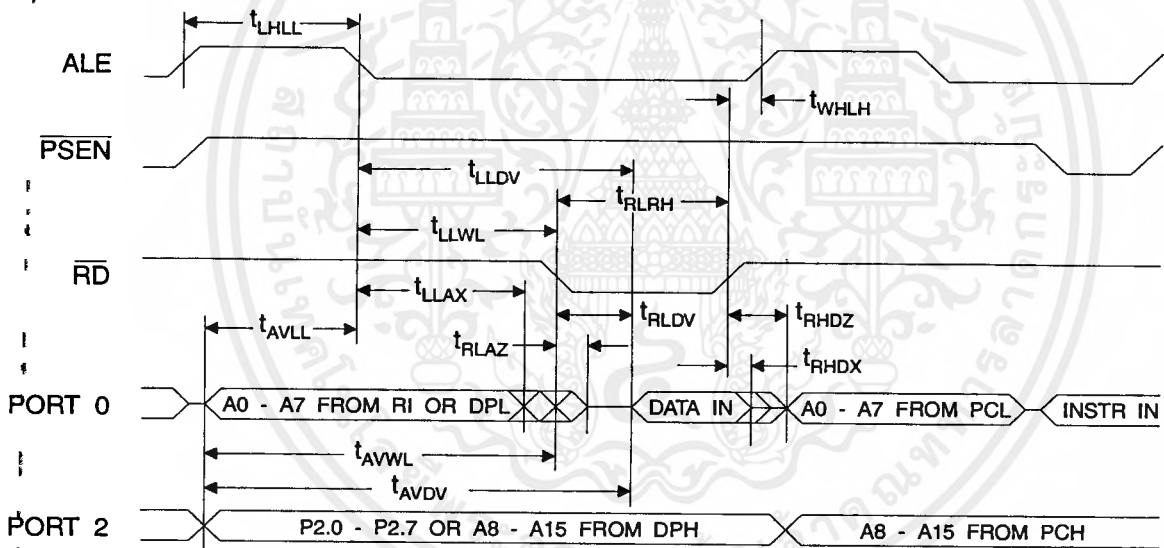 tLHLL
ALE
tWHLH
PSEN
tLLDV
tRLRH
tLLWL
RD
tLLAX
tRLDV
tRHDZ
tAVLL
tRLAZ
tRHDX
PORT 0
A0 - A7 FROM RI OR DPL
DATA IN
A0 - A7 FROM PCL
INSTR IN
tAVWL
tAVDV
PORT 2
P2.0 - P2.7 OR A8 - A15 FROM DPH
A8 - A15 FROM PCH